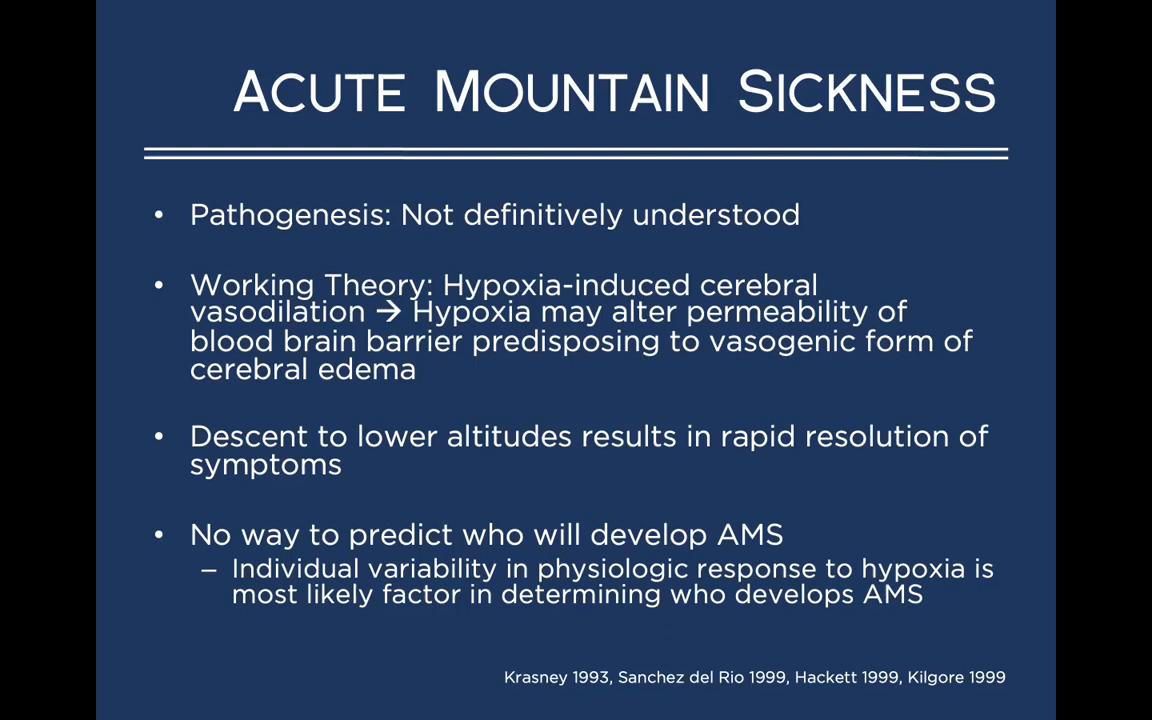 ACUTE MOUNTAIN SICKNESS
• Pathogenesis: Not definitively understood
• Working Theory: Hypoxia-induced cerebral
vasodilation → Hypoxia may alter permeability of
blood brain barrier predisposing to vasogenic form of
cerebral edema
• Descent to lower altitudes results in rapid resolution of
symptoms
• No way to predict who will develop AMS
– Individual variability in physiologic response to hypoxia is
most likely factor in determining who develops AMS
Krasney 1993, Sanchez del Rio 1999, Hackett 1999, Kilgore 1999